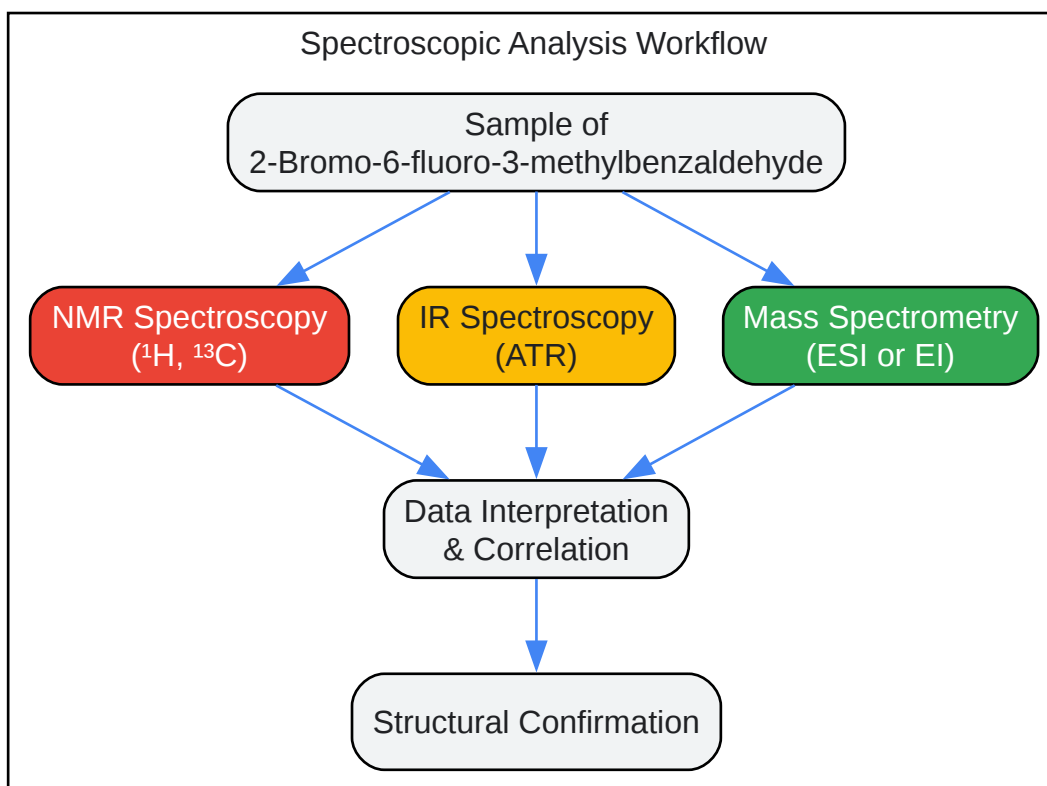 Spectroscopic Analysis Workflow
Sample of
2-Bromo-6-fluoro-3-methylbenzaldehyde
NMR Spectroscopy
(¹H, ¹³C)
IR Spectroscopy
(ATR)
Mass Spectrometry
(ESI or EI)
Data Interpretation
& Correlation
Structural Confirmation